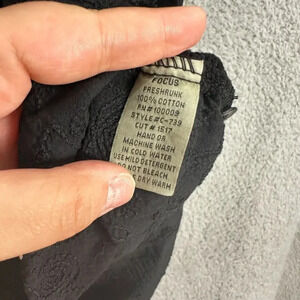 FOCUS
PRESHRUNK
100% COTTON
RN#100009
STYLE#C-739
CUT# 1517
HAND OR
MACHINE WASH
IN COLD WATER
USE MILD DETERGENT
DO NOT BLEACH
DRY WARM